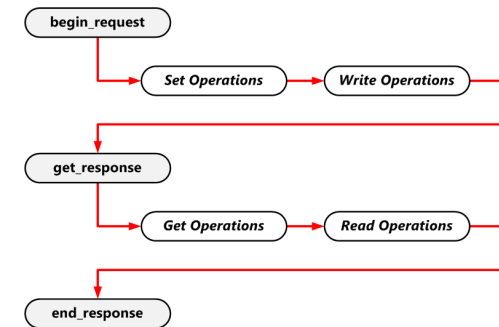 begin_request
Set Operations
Write Operations
get_response
Get Operations
Read Operations
end_response